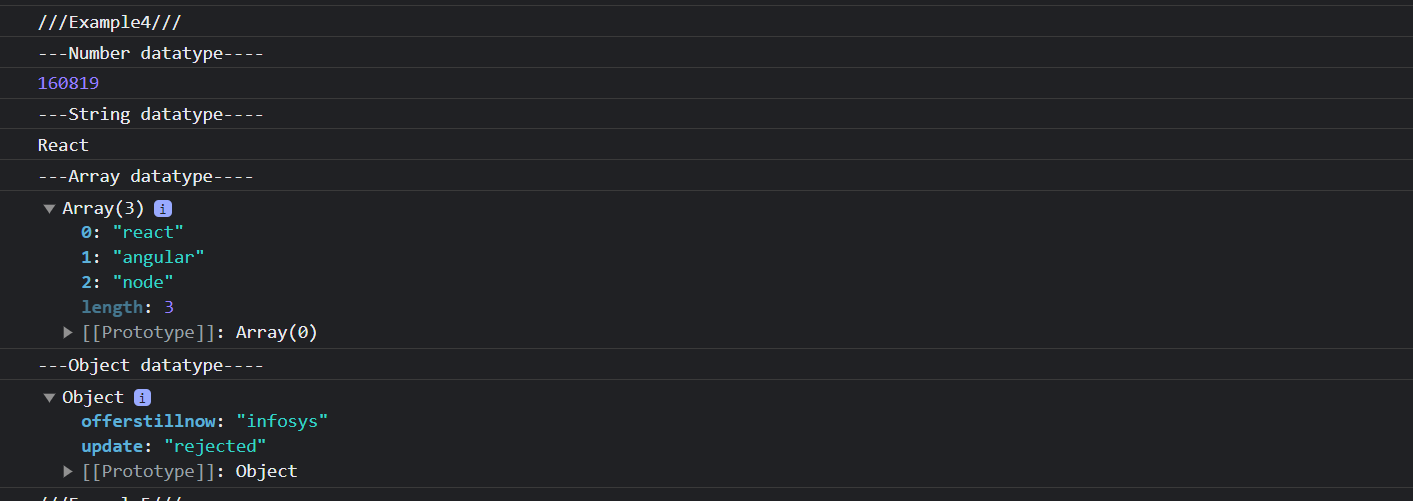 ///Example4///
---Number datatype----
160819
---String datatype----
React
---Array datatype----
Array(3) i
0: "react"
1: "angular"
2: "node"
length: 3
[[Prototype]]: Array(0)
---Object datatype----
Object i
offerstillnow: "infosys"
update: "rejected"
[[Prototype]]: Object
///Example5///